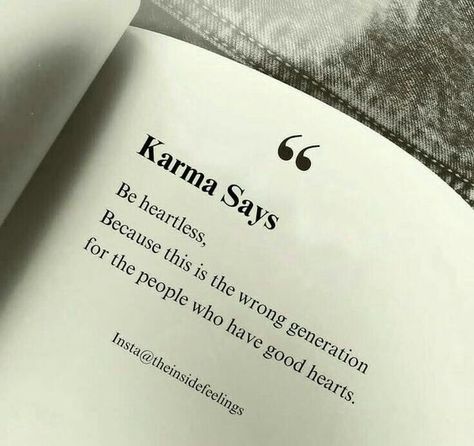 “
Karma Says
Be heartless,
Because this is the wrong generation
for the people who have good hearts.
Insta@theinsidefeelings